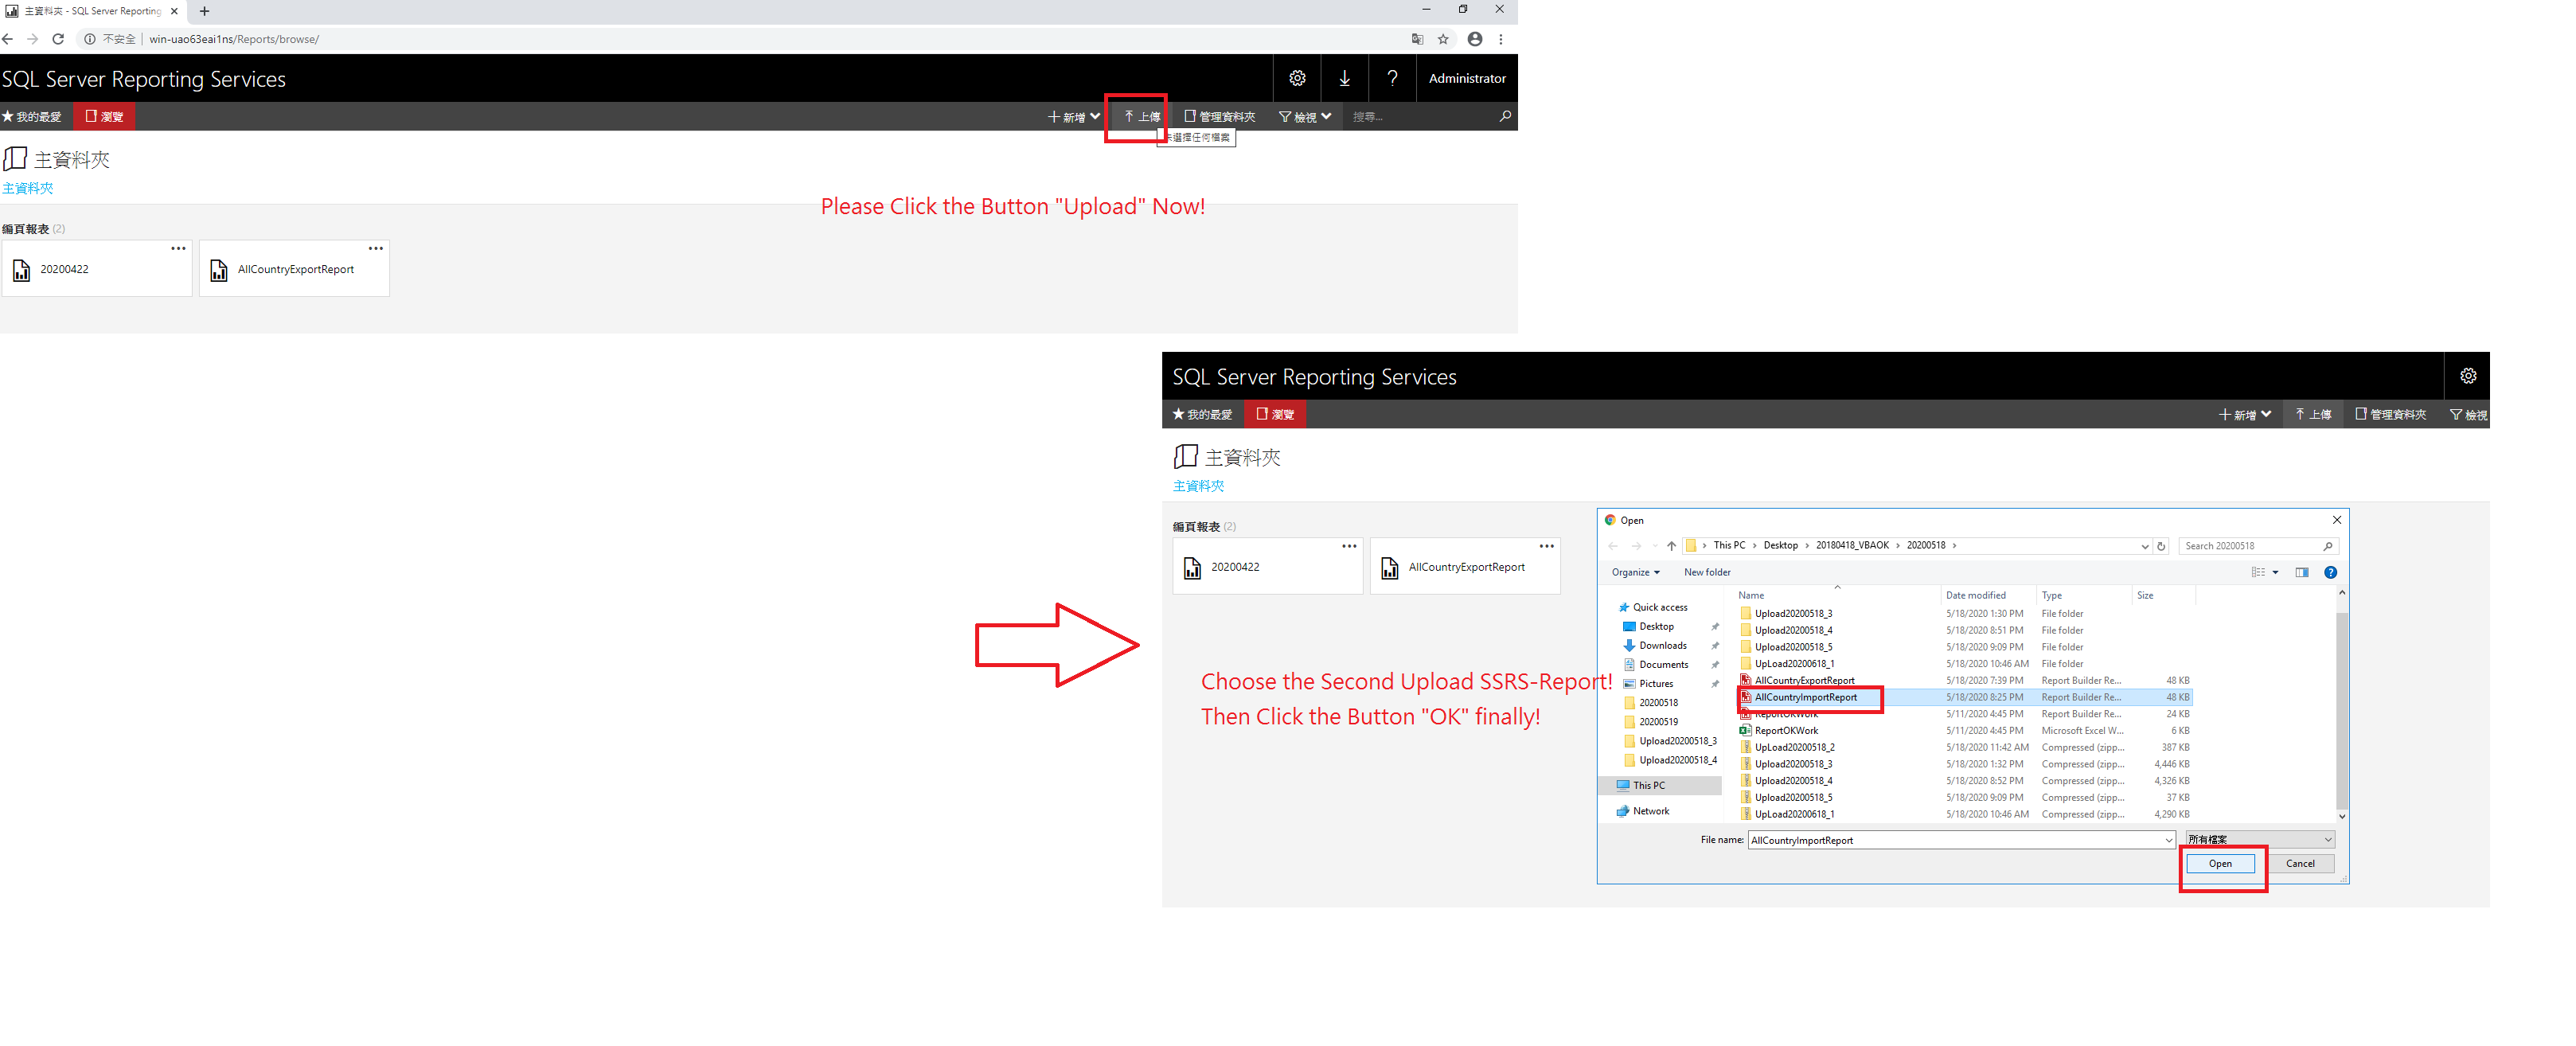 主資料夾 - SQL Server Reporting
不安全 | win-uao63eai1ns/Reports/browse/
SQL Server Reporting Services
? Administrator
我的最愛 瀏覽 新增 上傳 管理資料夾 檢視 搜尋...
未選擇任何檔案
主資料夾
主資料夾
Please Click the Button "Upload" Now!
編頁報表 (2)
20200422 AllCountryExportReport
SQL Server Reporting Services
我的最愛 瀏覽 新增 上傳 管理資料夾 檢視
主資料夾
主資料夾
編頁報表 (2)
20200422 AllCountryExportReport
Choose the Second Upload SSRS-Report!
Then Click the Button "OK" finally!
Open
This PC > Desktop > 20180418_VBAOK > 20200518 > Search 20200518
Organize New folder
Name Date modified Type Size
Quick access
Desktop
Downloads
Documents
Pictures
20200518
20200519
Upload20200518_3
Upload20200518_4
This PC
Network
Upload20200518_3 5/18/2020 1:30 PM File folder
Upload20200518_4 5/18/2020 8:51 PM File folder
Upload20200518_5 5/18/2020 9:09 PM File folder
UpLoad20200618_1 5/18/2020 10:46 AM File folder
AllCountryExportReport 5/18/2020 7:39 PM Report Builder Re... 48 KB
AllCountryImportReport 5/18/2020 8:25 PM Report Builder Re... 48 KB
ReportOKWork 5/11/2020 4:45 PM Report Builder Re... 24 KB
ReportOKWork 5/11/2020 4:45 PM Microsoft Excel W... 6 KB
UpLoad20200518_2 5/18/2020 11:42 AM Compressed (zipp... 387 KB
Upload20200518_3 5/18/2020 1:32 PM Compressed (zipp... 4,446 KB
Upload20200518_4 5/18/2020 8:52 PM Compressed (zipp... 4,326 KB
Upload20200518_5 5/18/2020 9:09 PM Compressed (zipp... 37 KB
UpLoad20200618_1 5/18/2020 10:46 AM Compressed (zipp... 4,290 KB
File name: AllCountryImportReport 所有檔案
Open Cancel